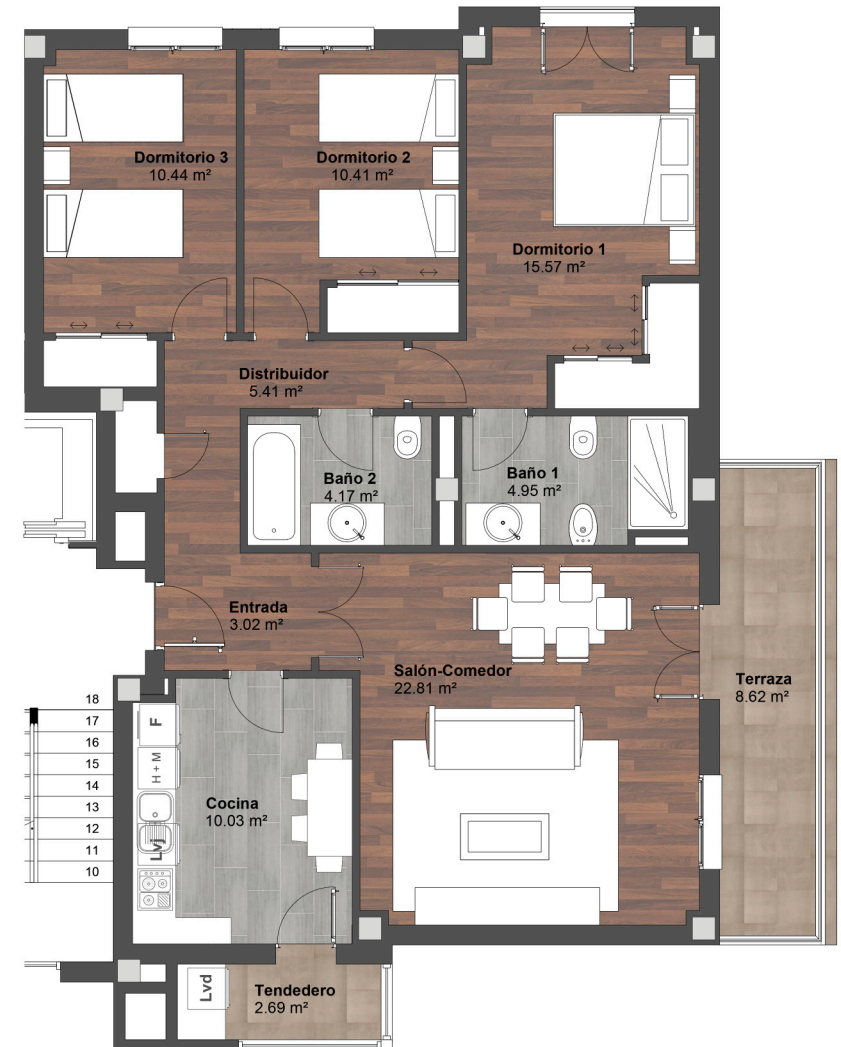 Dormitorio 3
10.44 m²
Dormitorio 2
10.41 m²
Dormitorio 1
15.57 m²
Distribuidor
5.41 m²
Baño 2
4.17 m²
Baño 1
4.95 m²
Entrada
3.02 m²
Salón-Comedor
22.81 m²
Terraza
8.62 m²
18
17
16
15
14
13
12
11
10
F
H + M
Lvj
Cocina
10.03 m²
Lvd
Tendedero
2.69 m²